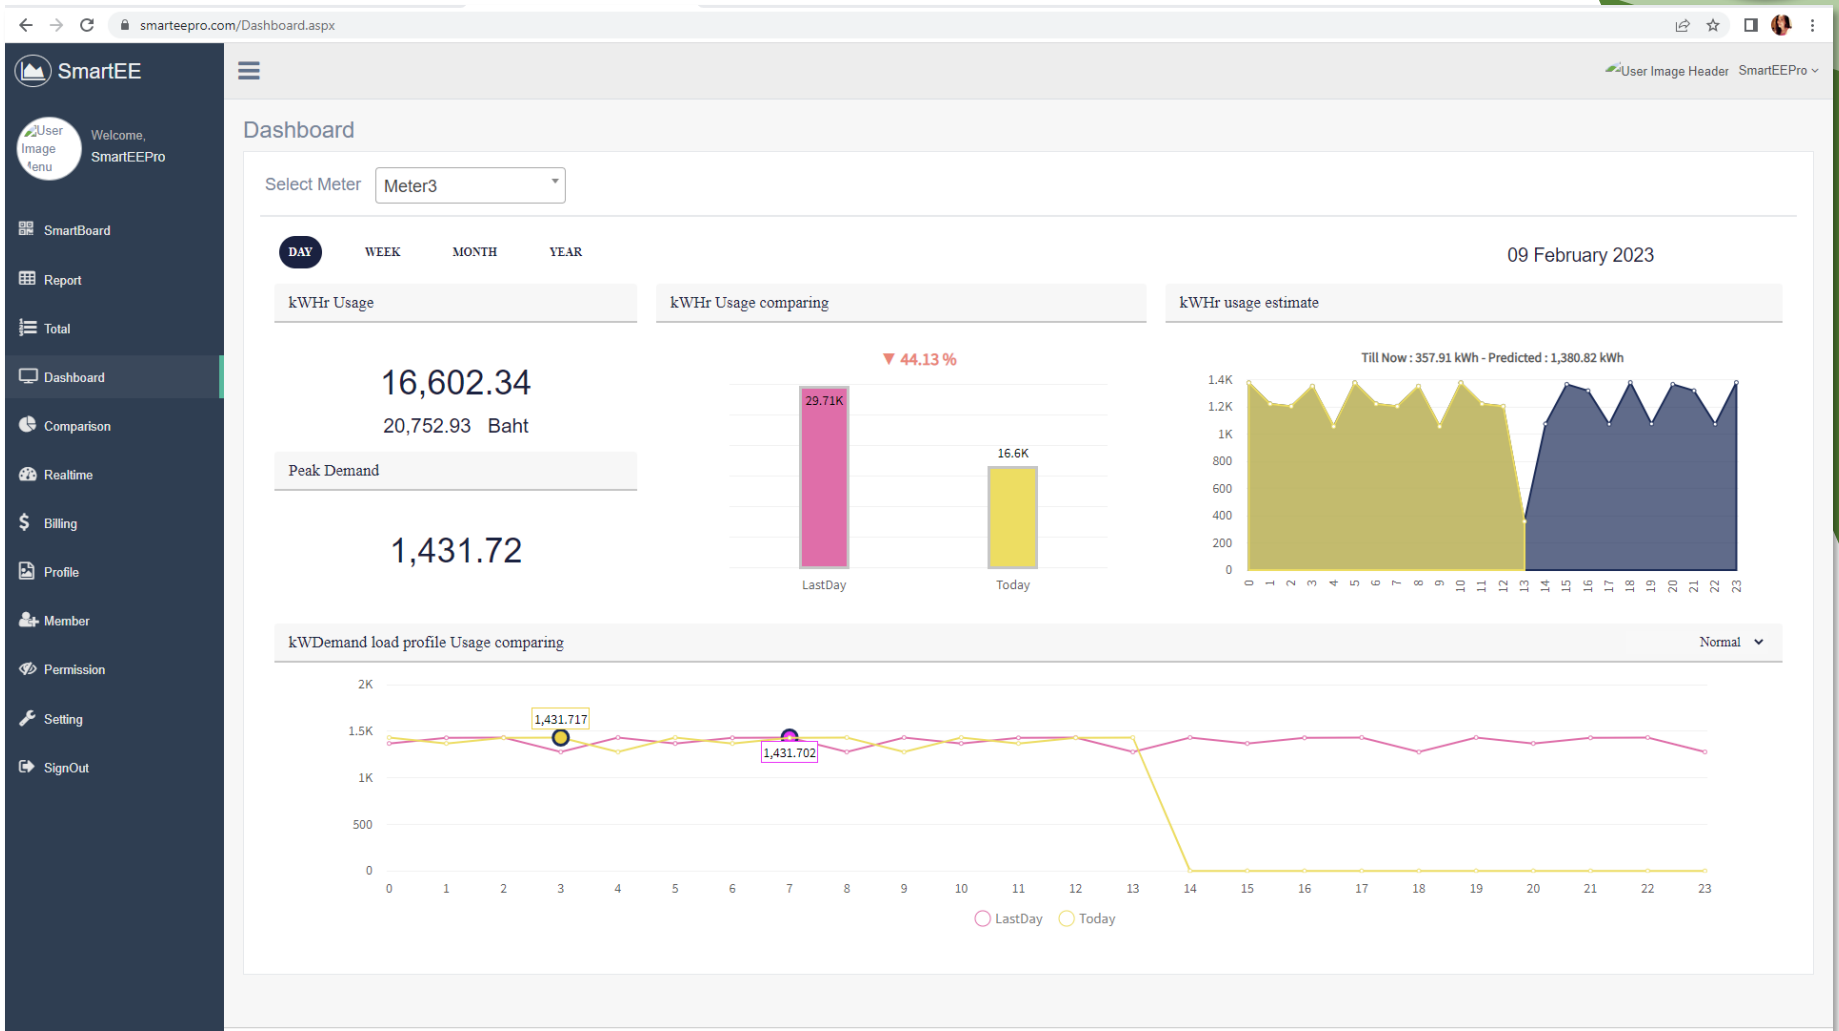 smarteepro.com/Dashboard.aspx
SmartEE
User Image Header SmartEEPro
User
Image
Menu
Welcome,
SmartEEPro
SmartBoard
Report
Total
Dashboard
Comparison
Realtime
Billing
Profile
Member
Permission
Setting
SignOut
Dashboard
Select Meter Meter3
DAY WEEK MONTH YEAR
09 February 2023
kWHr Usage
16,602.34
20,752.93 Baht
Peak Demand
1,431.72
kWHr Usage comparing
▼ 44.13 %
29.71K
16.6K
LastDay Today
kWHr usage estimate
Till Now : 357.91 kWh - Predicted : 1,380.82 kWh
1.4K
1.2K
1K
800
600
400
200
0
0 1 2 3 4 5 6 7 8 9 10 11 12 13 14 15 16 17 18 19 20 21 22 23
kWDemand load profile Usage comparing
Normal
2K
1.5K
1K
500
0
1,431.717
1,431.702
0 1 2 3 4 5 6 7 8 9 10 11 12 13 14 15 16 17 18 19 20 21 22 23
LastDay Today